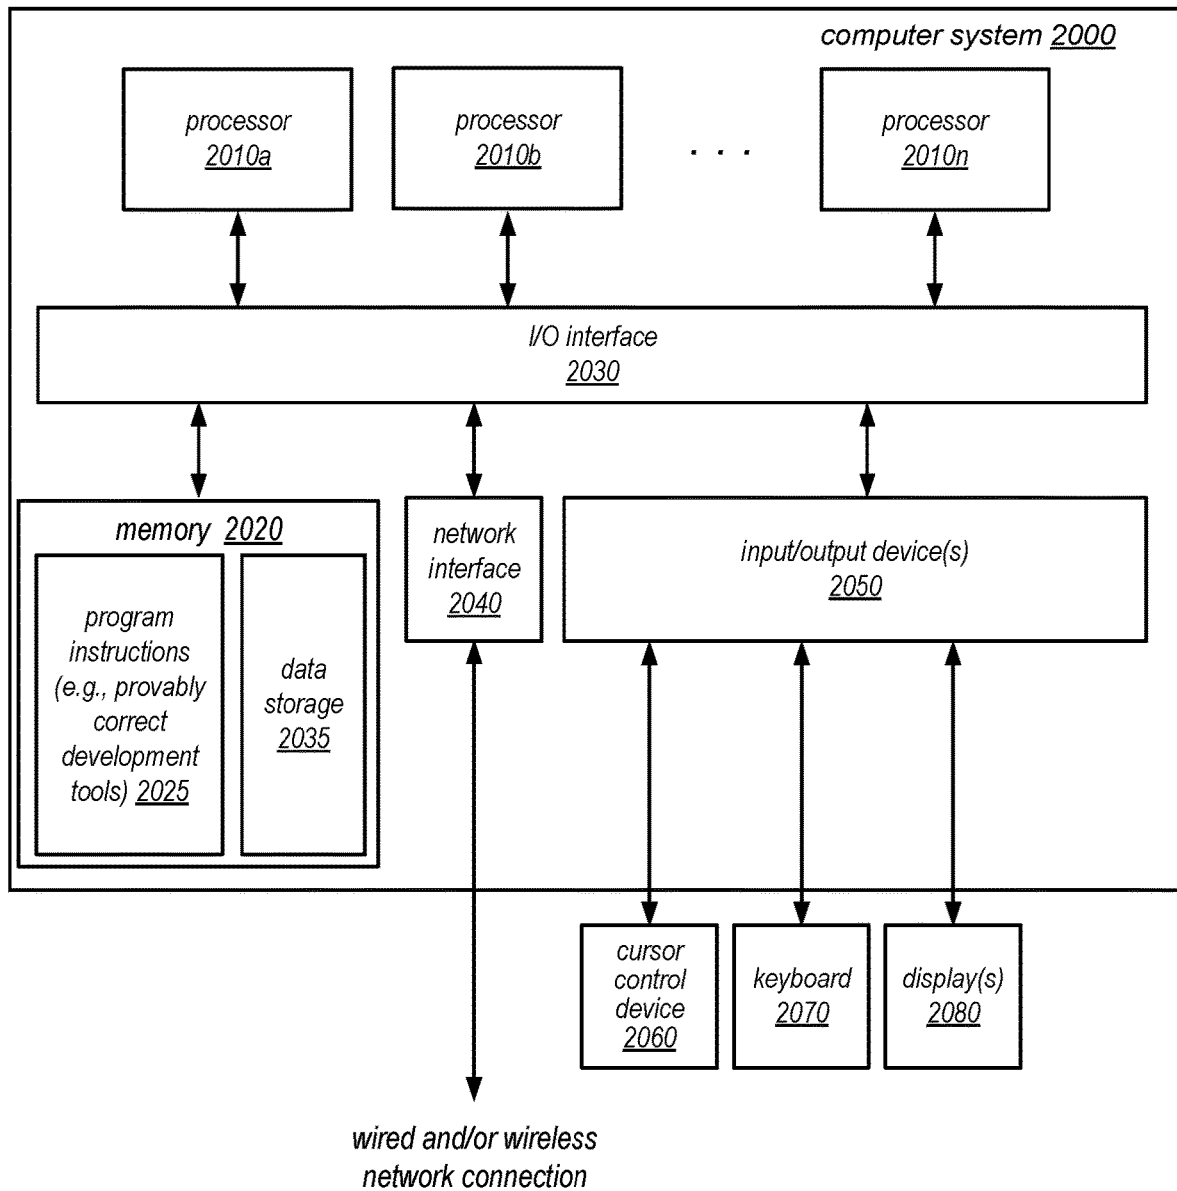 computer system 2000
processor
2010a
processor
2010b
. . .
processor
2010n
I/O interface
2030
memory 2020
program
instructions
(e.g., provably
correct
development
tools) 2025
data
storage
2035
network
interface
2040
input/output device(s)
2050
cursor
control
device
2060
keyboard
2070
display(s)
2080
wired and/or wireless
network connection